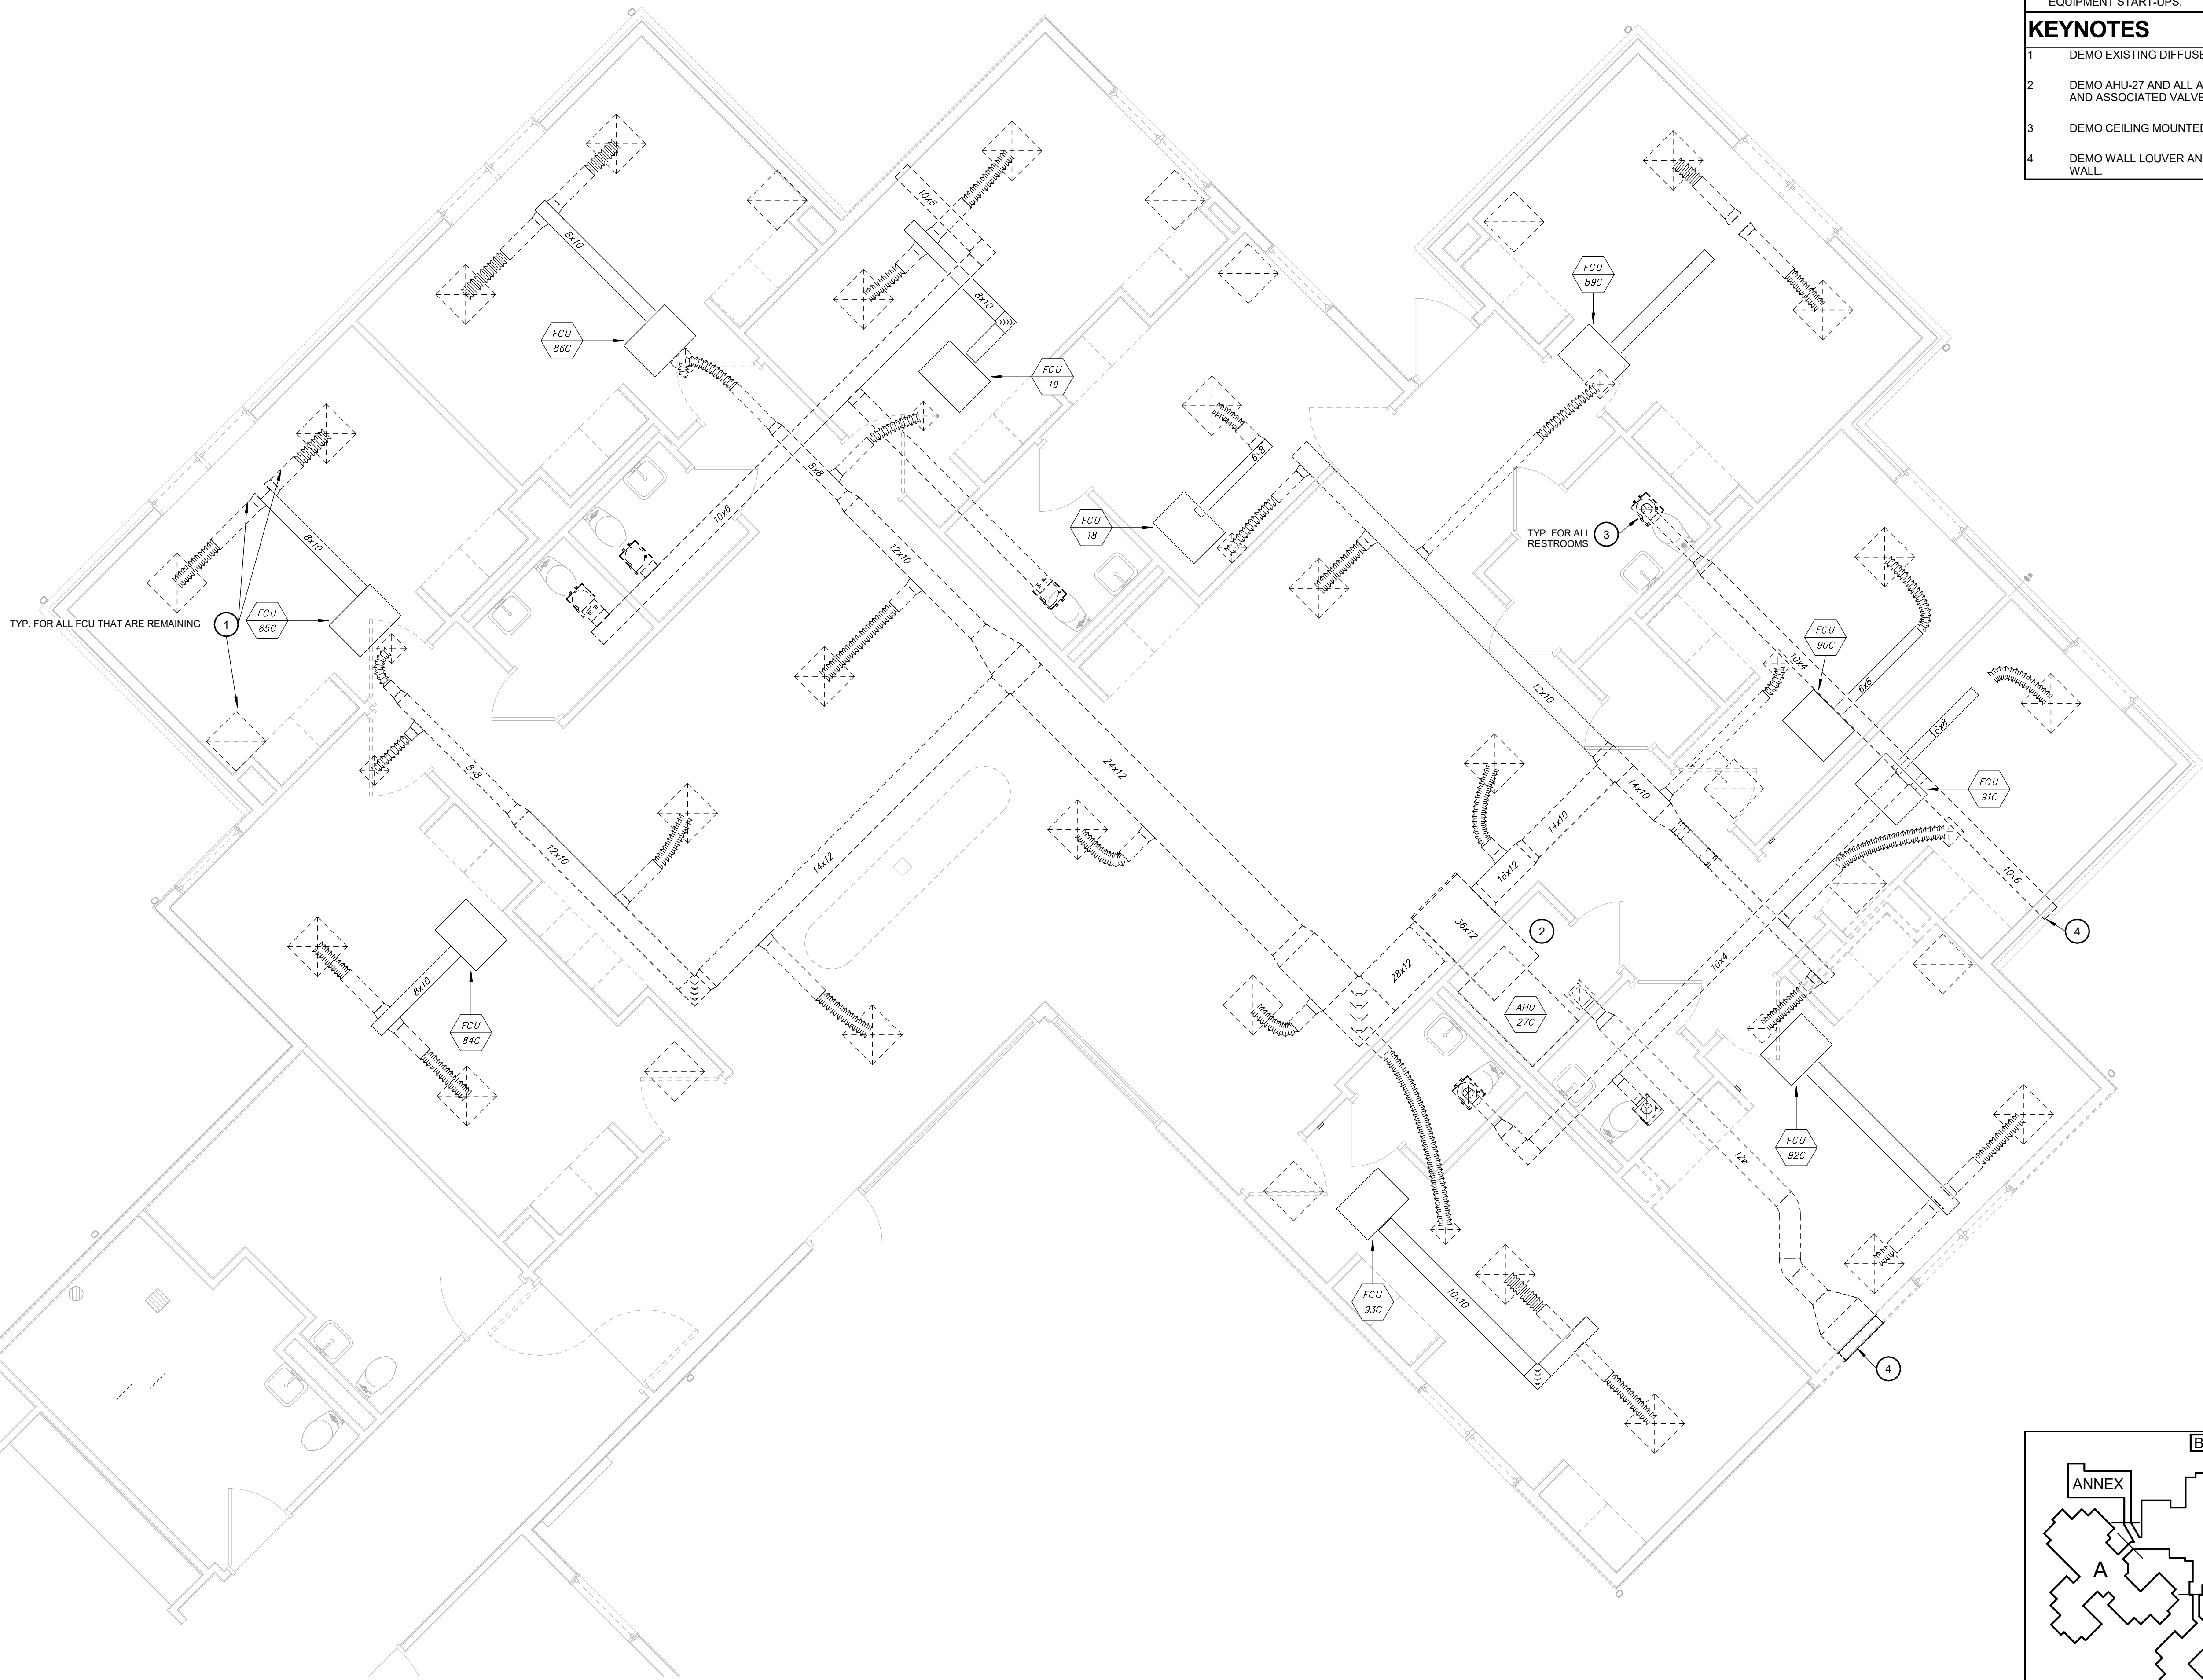 EQUIPMENT START-UPS.
KEYNOTES
1 DEMO EXISTING DIFFUSE
2 DEMO AHU-27 AND ALL A
AND ASSOCIATED VALVE
3 DEMO CEILING MOUNTED
4 DEMO WALL LOUVER AN
WALL.
10x6
8x10
8x10
FCU
86C
FCU
19
FCU
89C
8x8
6x8
10x6
12x10
FCU
18
TYP. FOR ALL
RESTROOMS
3
8x10
TYP. FOR ALL FCU THAT ARE REMAINING
1
FCU
85C
FCU
90C
10x4
6x8
12x10
6x8
8x8
24x12
14x10
FCU
91C
12x10
14x12
14x10
16x12
10x6
36x12
2
4
28x12
10x4
8x10
FCU
84C
AHU
27C
12ø
FCU
92C
FCU
93C
10x10
4
B
ANNEX
A